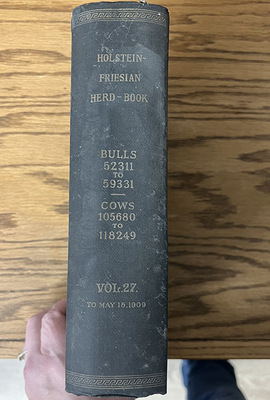 HOLSTEIN-
FRIESIAN
HERD-BOOK
BULLS
52311
TO
59331
COWS
105680
TO
118249
VOL. 27.
TO MAY 15, 1909